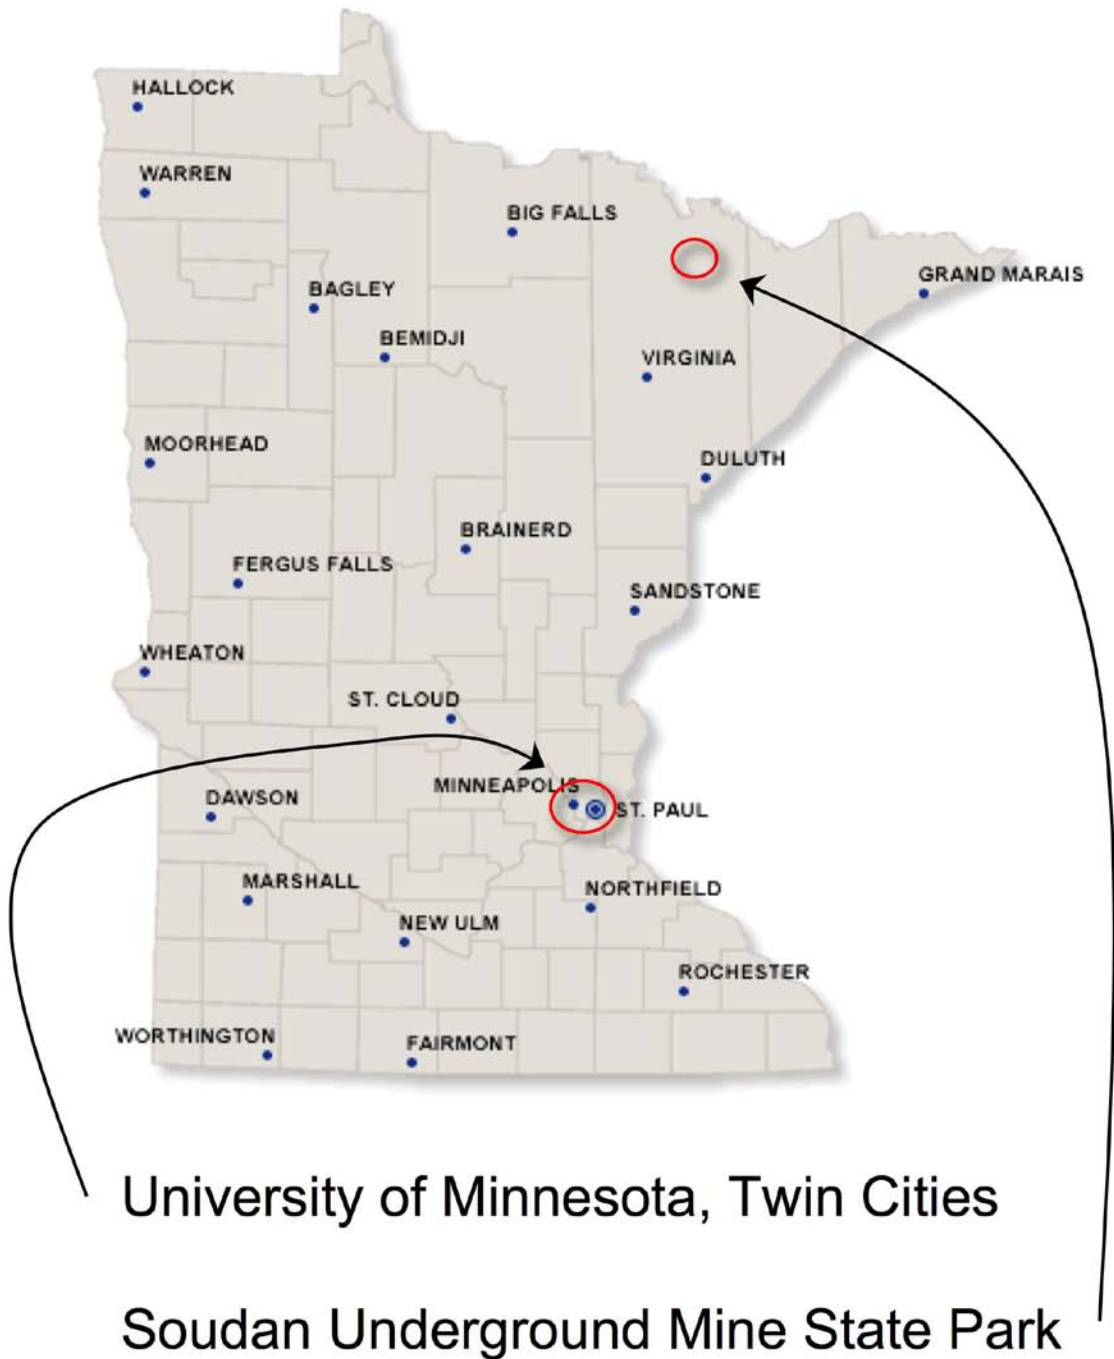 HALLOCK
WARREN
BIG FALLS
GRAND MARAIS
BAGLEY
BEMIDJI
VIRGINIA
MOORHEAD
DULUTH
BRAINERD
FERGUS FALLS
SANDSTONE
WHEATON
ST. CLOUD
MINNEAPOLIS
DAWSON
ST. PAUL
MARSHALL
NORTHFIELD
NEW ULM
ROCHESTER
WORTHINGTON
FAIRMONT
University of Minnesota, Twin Cities
Soudan Underground Mine State Park